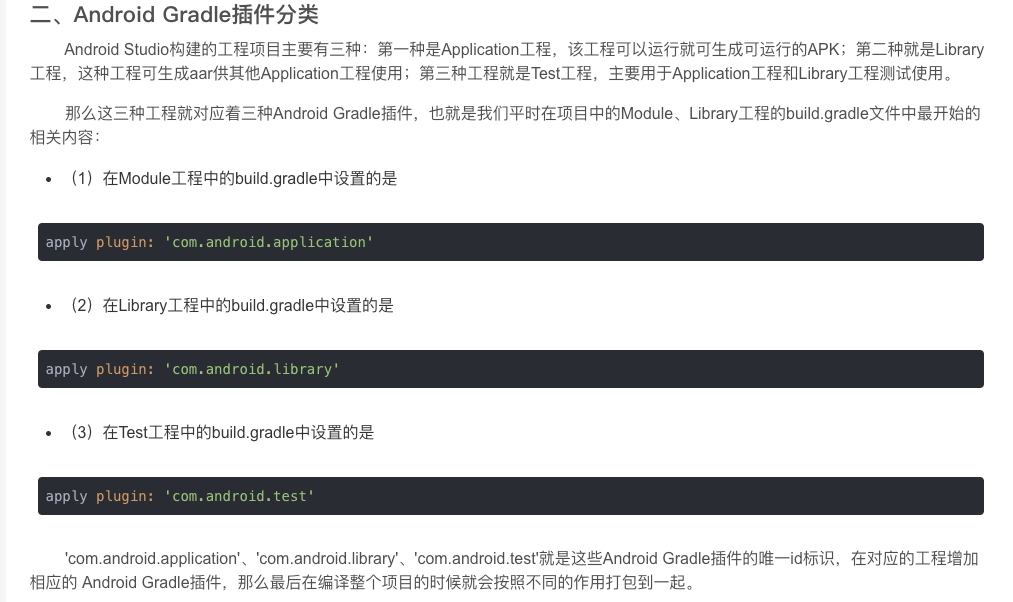 二、Android Gradle插件分类
Android Studio构建的工程项目主要有三种：第一种是Application工程，该工程可以运行就可生成可运行的APK；第二种就是Library
工程，这种工程可生成aar供其他Application工程使用；第三种工程就是Test工程，主要用于Application工程和Library工程测试使用。
那么这三种工程就对应着三种Android Gradle插件，也就是我们平时在项目中的Module、Library工程的build.gradle文件中最开始的
相关内容：
• （1）在Module工程中的build.gradle中设置的是
apply plugin: 'com.android.application'
• （2）在Library工程中的build.gradle中设置的是
apply plugin: 'com.android.library'
• （3）在Test工程中的build.gradle中设置的是
apply plugin: 'com.android.test'
'com.android.application'、'com.android.library'、'com.android.test'就是这些Android Gradle插件的唯一id标识，在对应的工程增加
相应的 Android Gradle插件，那么最后在编译整个项目的时候就会按照不同的作用打包到一起。